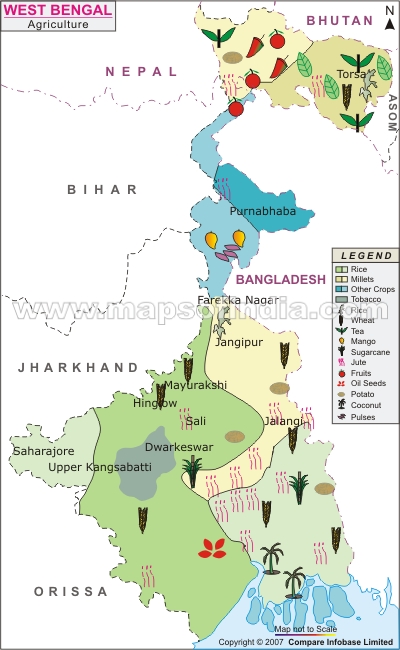 WEST BENGAL
Agriculture
BHUTAN
N
NEPAL
Torsa
ASOM
BIHAR
Purnabhaba
BANGLADESH
LEGEND
Rice
Millets
Other Crops
Tobacco
Rice
Wheat
Tea
Mango
Sugarcane
Jute
Fruits
Oil Seeds
Potato
Coconut
Pulses
Farekka Nagar
www.mapsofindia.com
Jangipur
JHARKHAND
Mayurakshi
Hinglow
Sali
Jalangi
Dwarkeswar
Saharajore
Upper Kangsabatti
ORISSA
Map not to Scale
Copyright © 2007 Compare Infobase Limited